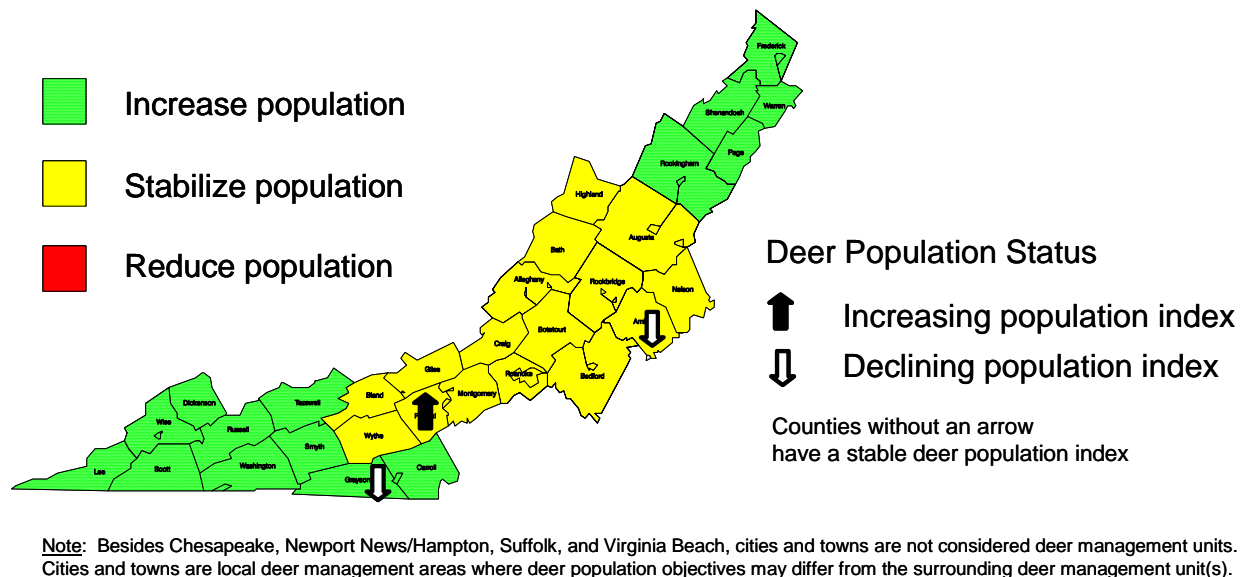 Increase population
Stabilize population
Reduce population
Frederick
Shenandoah
Warren
Rockingham
Page
Highland
Augusta
Bath
Alleghany
Rockbridge
Nelson
Botetourt
Craig
Giles
Roanoke
Bedford
Montgomery
Bland
Wythe
Dickenson
Wise
Tazewell
Russell
Smyth
Lee
Scott
Washington
Grayson
Carroll
Deer Population Status
Increasing population index
Declining population index
Counties without an arrow
have a stable deer population index
Note: Besides Chesapeake, Newport News/Hampton, Suffolk, and Virginia Beach, cities and towns are not considered deer management units.
Cities and towns are local deer management areas where deer population objectives may differ from the surrounding deer management unit(s).